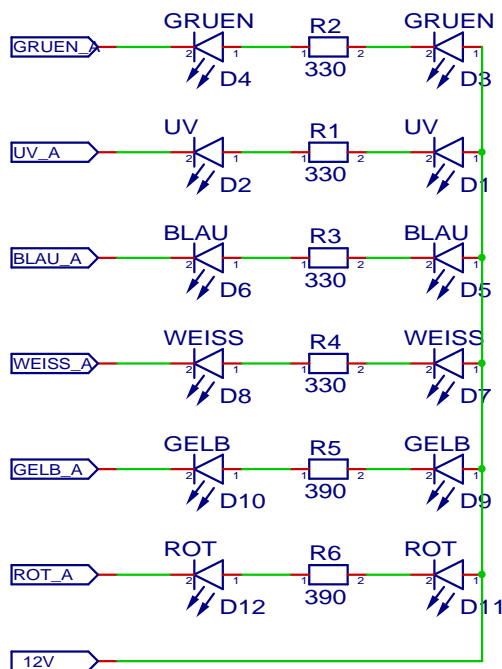 GRUEN R2 GRUEN
GRUEN_A 2 1 1 2 2 1
D4 330 D3
UV R1 UV
UV_A 2 1 1 2 2 1
D2 330 D1
BLAU R3 BLAU
BLAU_A 2 1 1 2 2 1
D6 330 D5
WEISS R4 WEISS
WEISS_A 2 1 1 2 2 1
D8 330 D7
GELB R5 GELB
GELB_A 2 1 1 2 2 1
D10 390 D9
ROT R6 ROT
ROT_A 2 1 1 2 2 1
D12 390 D11
12V